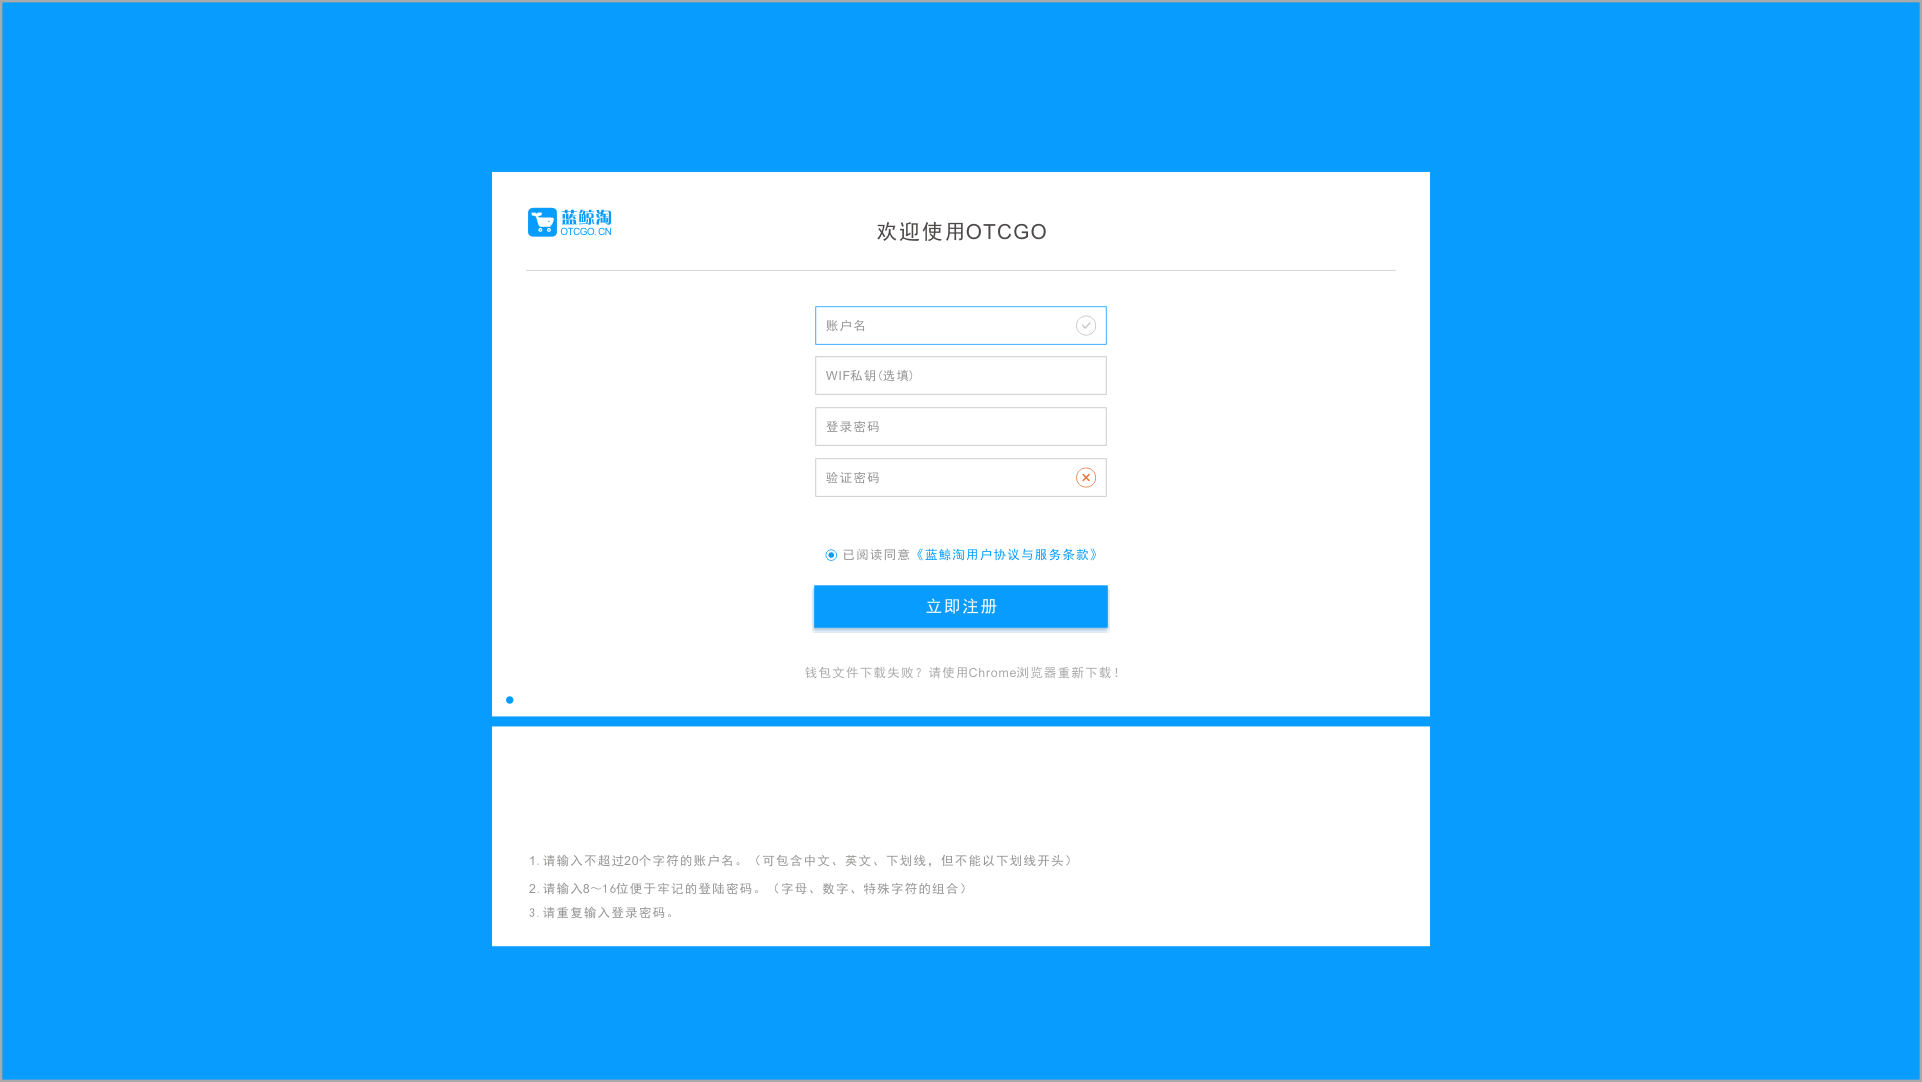 蓝鲸淘
OTCGO.CN
欢迎使用OTCGO
账户名
WIF私钥(选填)
登录密码
验证密码
已阅读同意《蓝鲸淘用户协议与服务条款》
立即注册
钱包文件下载失败？请使用Chrome浏览器重新下载！
1. 请输入不超过20个字符的账户名。（可包含中文、英文、下划线，但不能以下划线开头）
2. 请输入8～16位便于牢记的登陆密码。（字母、数字、特殊字符的组合）
3. 请重复输入登录密码。